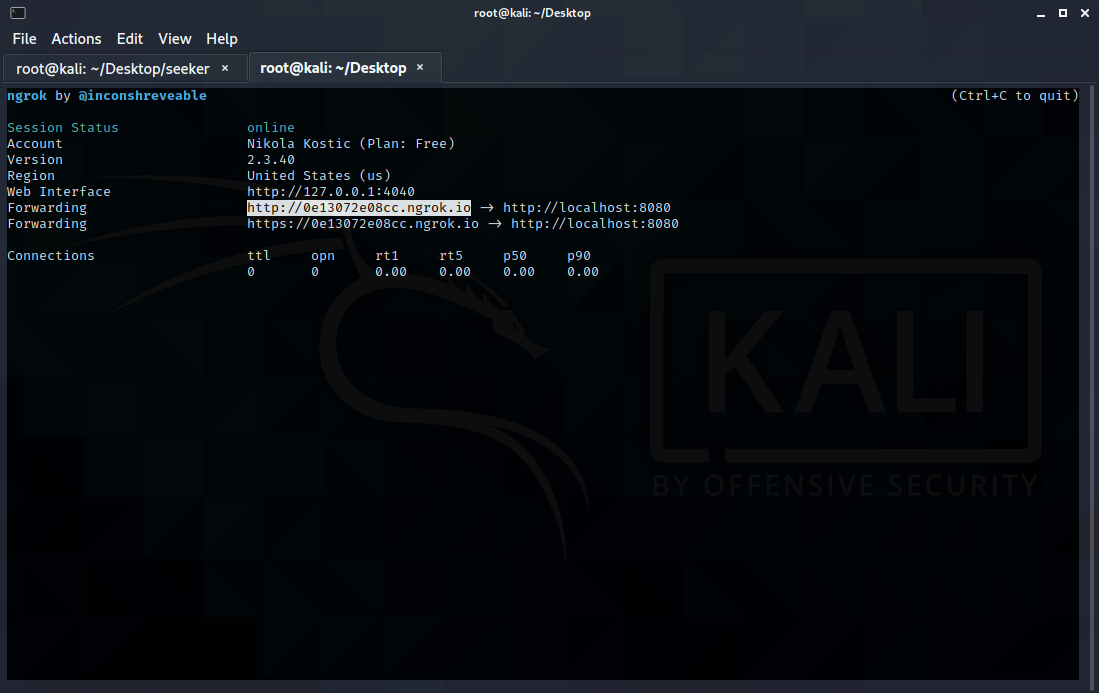 root@kali: ~/Desktop
File Actions Edit View Help
root@kali: ~/Desktop/seeker × root@kali: ~/Desktop ×
ngrok by @inconshreveable (Ctrl+C to quit)
Session Status online
Account Nikola Kostic (Plan: Free)
Version 2.3.40
Region United States (us)
Web Interface http://127.0.0.1:4040
Forwarding http://0e13072e08cc.ngrok.io -> http://localhost:8080
Forwarding https://0e13072e08cc.ngrok.io -> http://localhost:8080
Connections ttl opn rt1 rt5 p50 p90
0 0 0.00 0.00 0.00 0.00
KALI
BY OFFENSIVE SECURITY